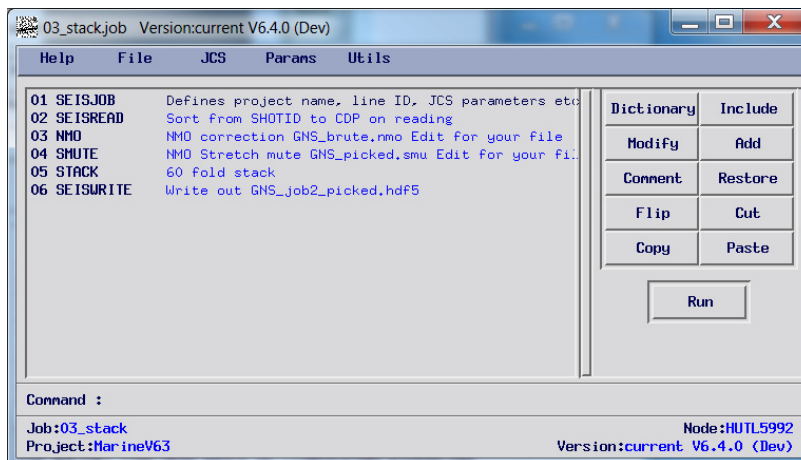 03_stack.job Version:current V6.4.0 (Dev)
Help File JCS Params Utils
01 SEISJOB Defines project name, line ID, JCS parameters etc
02 SEISREAD Sort from SHOTID to CDP on reading
03 NMO NMO correction GNS_brute.nmo Edit for your file
04 SMUTE NMO Stretch mute GNS_picked.smu Edit for your fi
05 STACK 60 fold stack
06 SEISWRITE Write out GNS_job2_picked.hdf5
Dictionary Include
Modify Add
Comment Restore
Flip Cut
Copy Paste
Run
Command :
Job:03_stack Node:HUTL5992
Project:MarineV63 Version:current V6.4.0 (Dev)